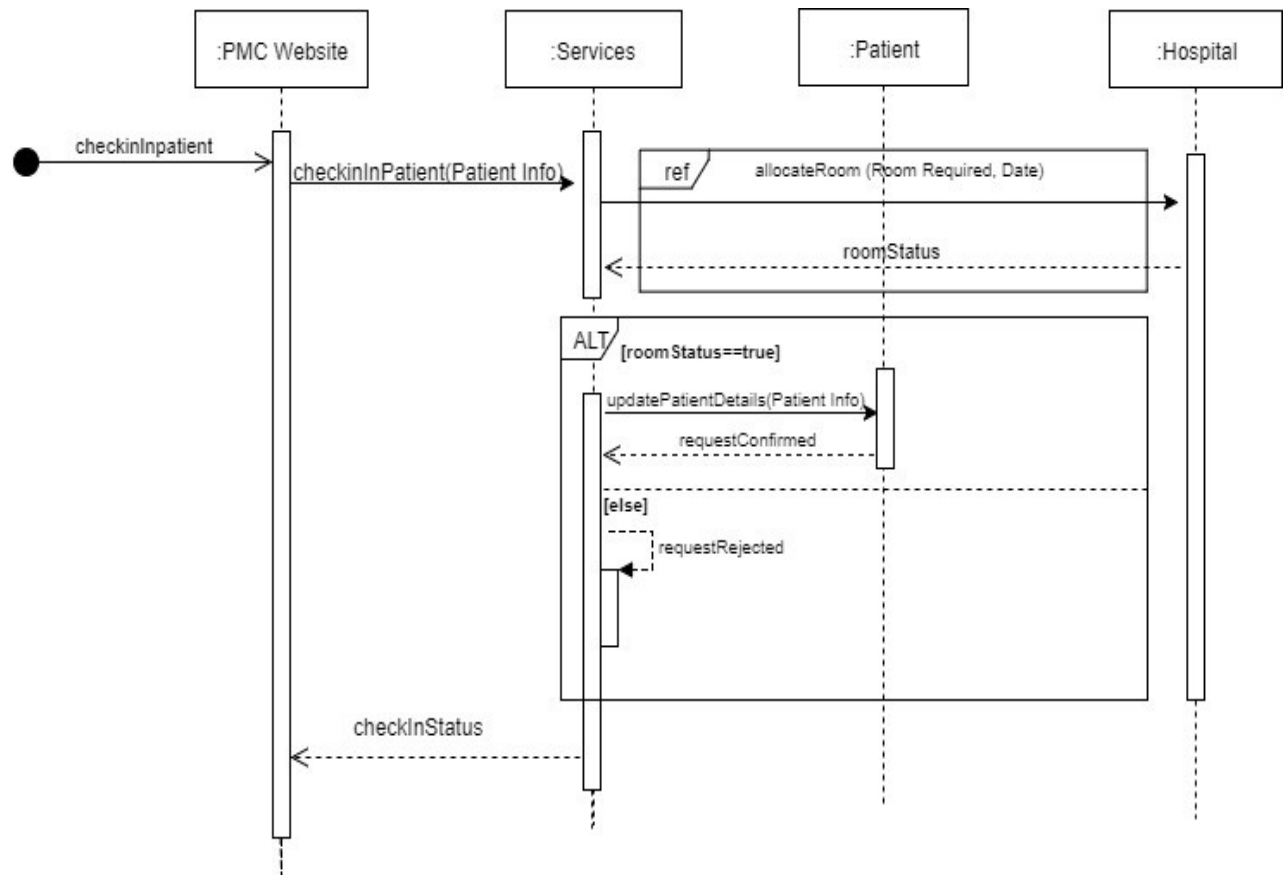 :PMC Website
:Services
:Patient
:Hospital
checkinInpatient
checkinInPatient(Patient Info)
ref
allocateRoom (Room Required, Date)
roomStatus
ALT
[roomStatus==true]
updatePatientDetails(Patient Info)
requestConfirmed
[else]
requestRejected
checkInStatus